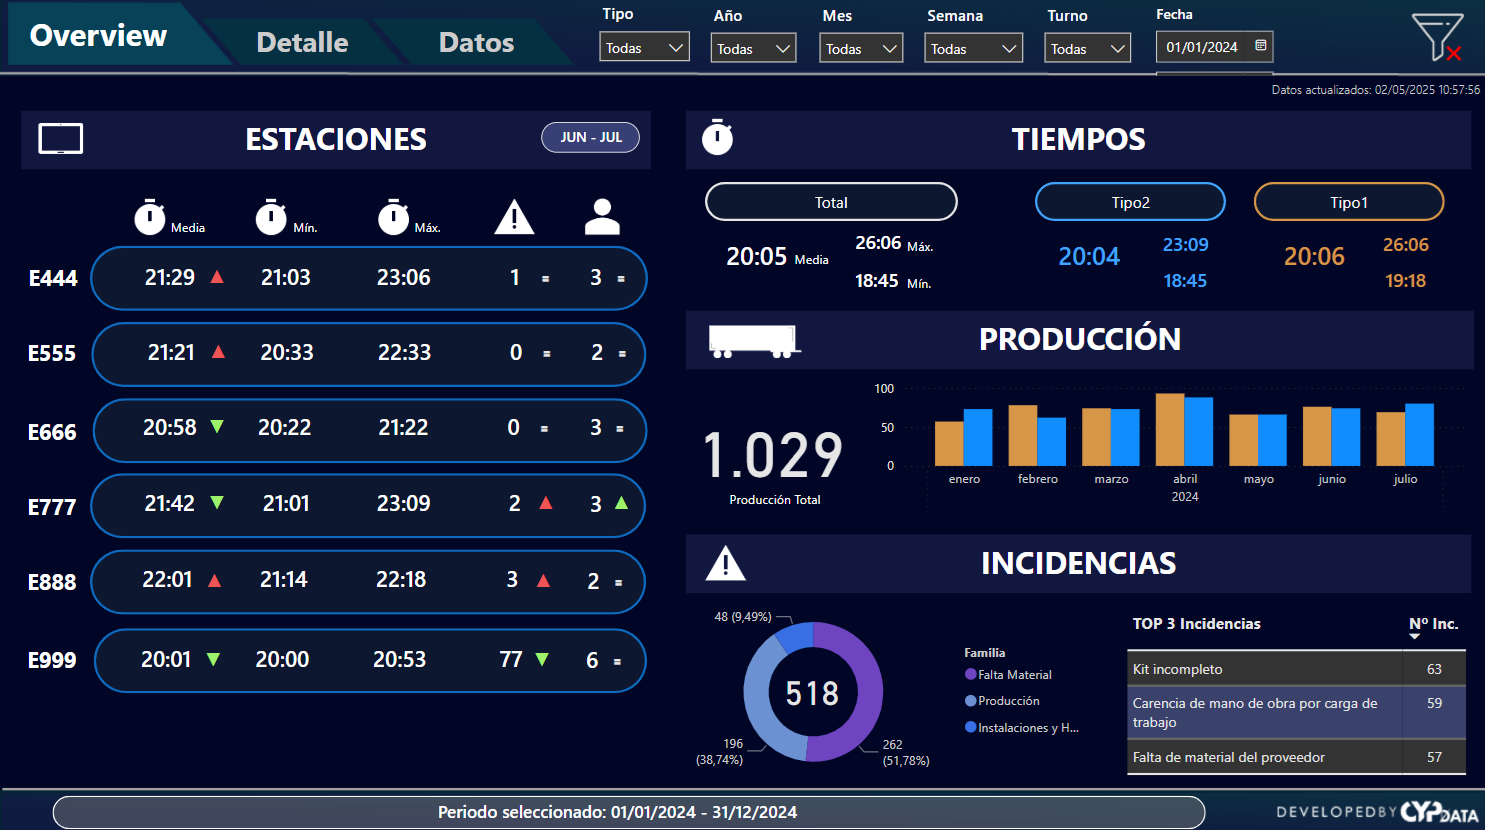 Overview
Detalle
Datos
Tipo
Todas
Año
Todas
Mes
Todas
Semana
Todas
Turno
Todas
Fecha
01/01/2024
Datos actualizados: 02/05/2025 10:57:56
ESTACIONES
JUN - JUL
Media
Mín.
Máx.
E444 21:29 21:03 23:06 1 = 3 =
E555 21:21 20:33 22:33 0 = 2 =
E666 20:58 20:22 21:22 0 = 3 =
E777 21:42 21:01 23:09 2 3
E888 22:01 21:14 22:18 3 2 =
E999 20:01 20:00 20:53 77 6 =
TIEMPOS
Total
20:05 Media
26:06 Máx.
18:45 Mín.
Tipo2
20:04
23:09
18:45
Tipo1
20:06
26:06
19:18
PRODUCCIÓN
1.029
Producción Total
100
50
0
enero febrero marzo abril mayo junio julio
2024
INCIDENCIAS
48 (9,49%)
518
196
(38,74%)
262
(51,78%)
Familia
Falta Material
Producción
Instalaciones y H...
TOP 3 Incidencias Nº Inc.
Kit incompleto 63
Carencia de mano de obra por carga de 59
trabajo
Falta de material del proveedor 57
Periodo seleccionado: 01/01/2024 - 31/12/2024
DEVELOPEDBY CYPDATA